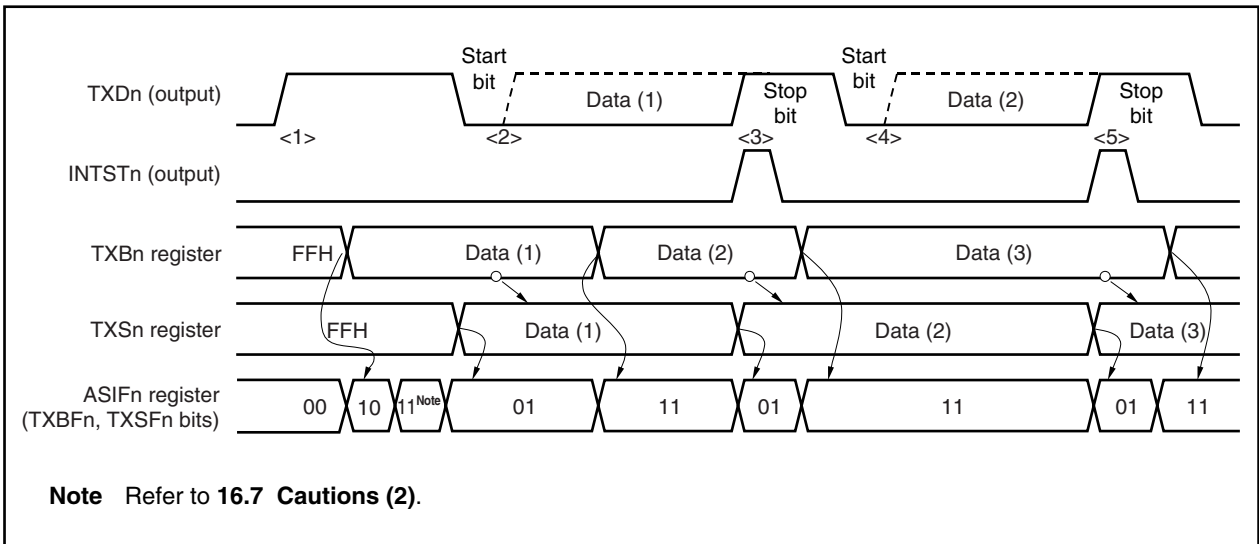 Start bit
Start bit
TXDn (output)
Data (1)
Stop bit
Data (2)
Stop bit
<1>
<2>
<3>
<4>
<5>
INTSTn (output)
TXBn register
FFH
Data (1)
Data (2)
Data (3)
TXSn register
FFH
Data (1)
Data (2)
Data (3)
ASIFn register
(TXBFn, TXSFn bits)
00
10
11Note
01
11
01
11
01
11
Note Refer to 16.7 Cautions (2).